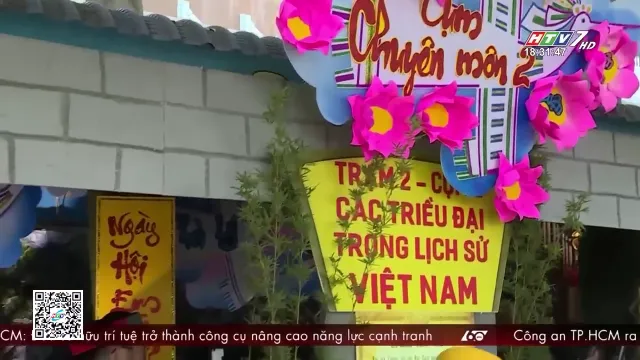 HTV7 HD
18:31:47
Cụm
Chuyên môn 2
TRẠM 2 -
CÁC TRIỀU ĐẠI
TRONG LỊCH SỬ
VIỆT NAM
Ngày
Hội
CM: hữu trí tuệ trở thành công cụ nâng cao năng lực cạnh tranh Công an TP.HCM ra